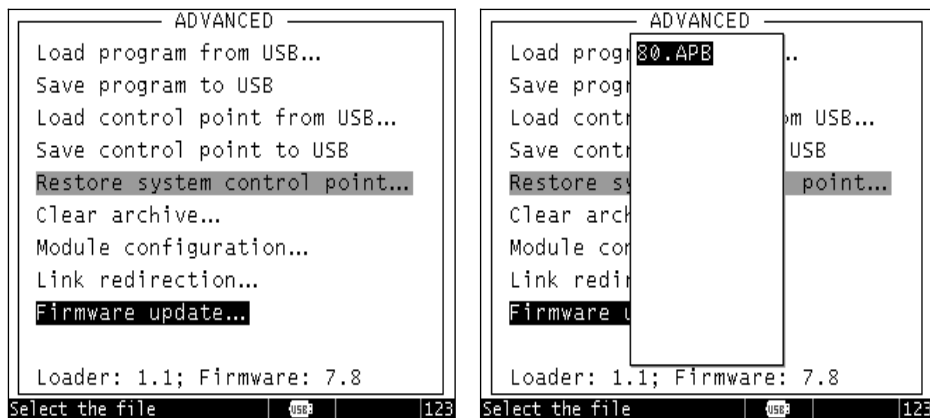 ADVANCED
Load program from USB...
Save program to USB
Load control point from USB...
Save control point to USB
Restore system control point...
Clear archive...
Module configuration...
Link redirection...
Firmware update...
Loader: 1.1; Firmware: 7.8
Select the file USB 123
ADVANCED
80.APB
Load progr ..
Save progr
Load contr m USB...
Save contr USB
Restore sy point...
Clear arch
Module con
Link redir
Firmware u
Loader: 1.1; Firmware: 7.8
Select the file USB 123